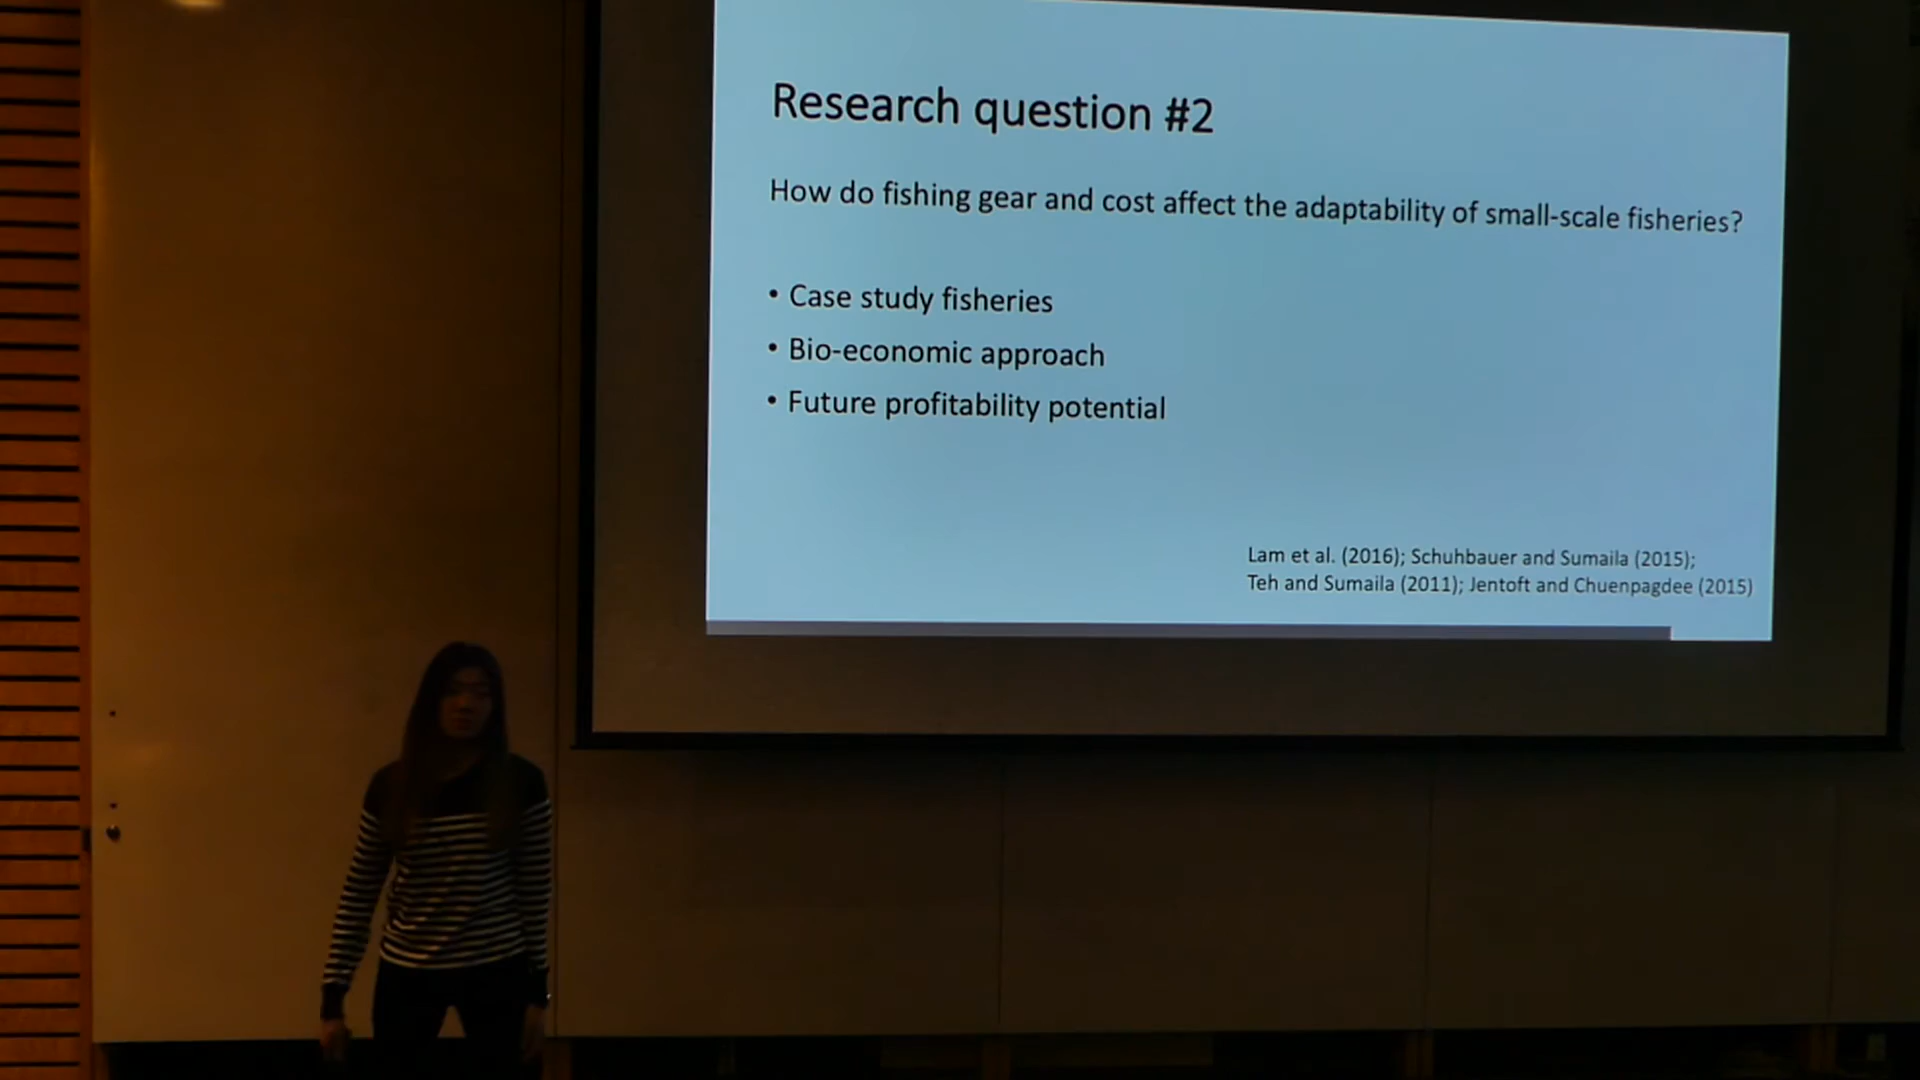 Research question #2
How do fishing gear and cost affect the adaptability of small-scale fisheries?
• Case study fisheries
• Bio-economic approach
• Future profitability potential
Lam et al. (2016); Schuhbauer and Sumaila (2015);
Teh and Sumaila (2011); Jentoft and Chuenpagdee (2015)